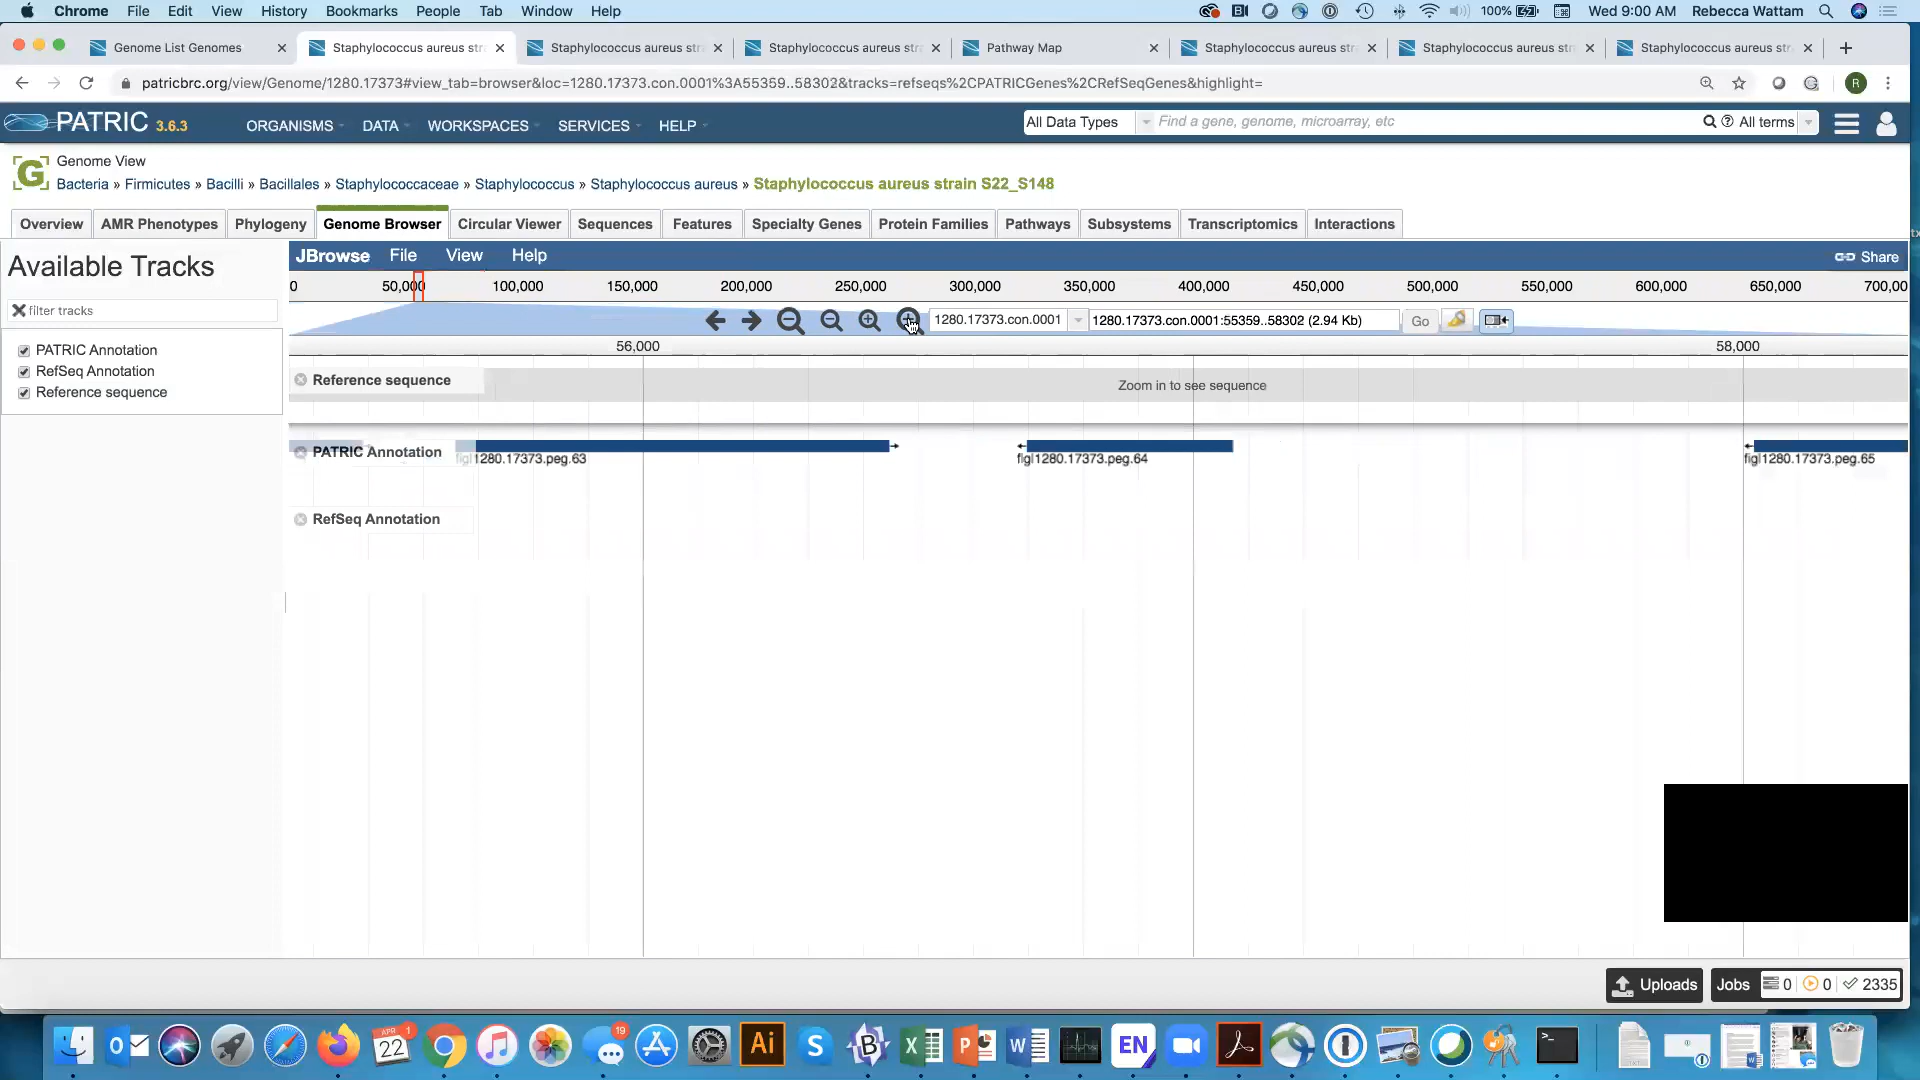 Chrome File Edit View History Bookmarks People Tab Window Help 100% Wed 9:00 AM Rebecca Wattam
Genome List Genomes Staphylococcus aureus str Staphylococcus aureus str Staphylococcus aureus str Pathway Map Staphylococcus aureus str Staphylococcus aureus str Staphylococcus aureus str
patricbrc.org/view/Genome/1280.17373#view_tab=browser&loc=1280.17373.con.0001%3A55359..58302&tracks=refseqs%2CPATRICGenes%2CRefSeqGenes&highlight= R
PATRIC 3.6.3 ORGANISMS DATA WORKSPACES SERVICES HELP All Data Types Find a gene, genome, microarray, etc All terms
G Genome View
Bacteria » Firmicutes » Bacilli » Bacillales » Staphylococcaceae » Staphylococcus » Staphylococcus aureus » Staphylococcus aureus strain S22_S148
Overview AMR Phenotypes Phylogeny Genome Browser Circular Viewer Sequences Features Specialty Genes Protein Families Pathways Subsystems Transcriptomics Interactions
Available Tracks
JBrowse File View Help Share
0 50,000 100,000 150,000 200,000 250,000 300,000 350,000 400,000 450,000 500,000 550,000 600,000 650,000 700,00
filter tracks
1280.17373.con.0001 1280.17373.con.0001:55359..58302 (2.94 Kb) Go
56,000 58,000
PATRIC Annotation
RefSeq Annotation
Reference sequence
Reference sequence Zoom in to see sequence
PATRIC Annotation
fig|1280.17373.peg.63 fig|1280.17373.peg.64 fig|1280.17373.peg.65
RefSeq Annotation
Uploads Jobs 0 0 2335
APR 1 22 19 Ai S B X P W EN